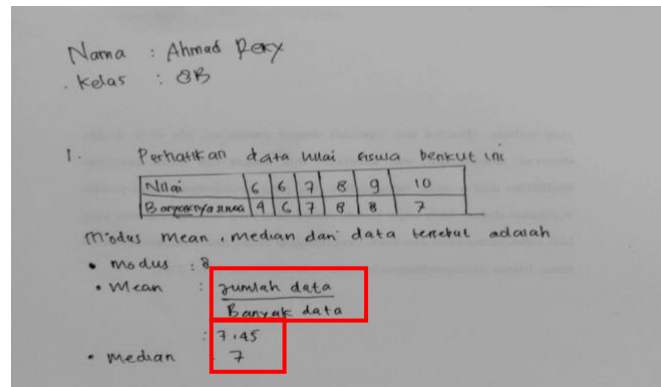 Nama : Ahmad Reky
. Kelas : 8B
1. Perhatikan data nilai siswa berikut ini
Nilai 6 6 7 8 9 10
Banyaknya siswa 4 6 7 8 8 7
modus mean, median dari data tersebut adalah
• modus : 8
• Mean : Jumlah data
Banyak data
: 7.45
• median : 7